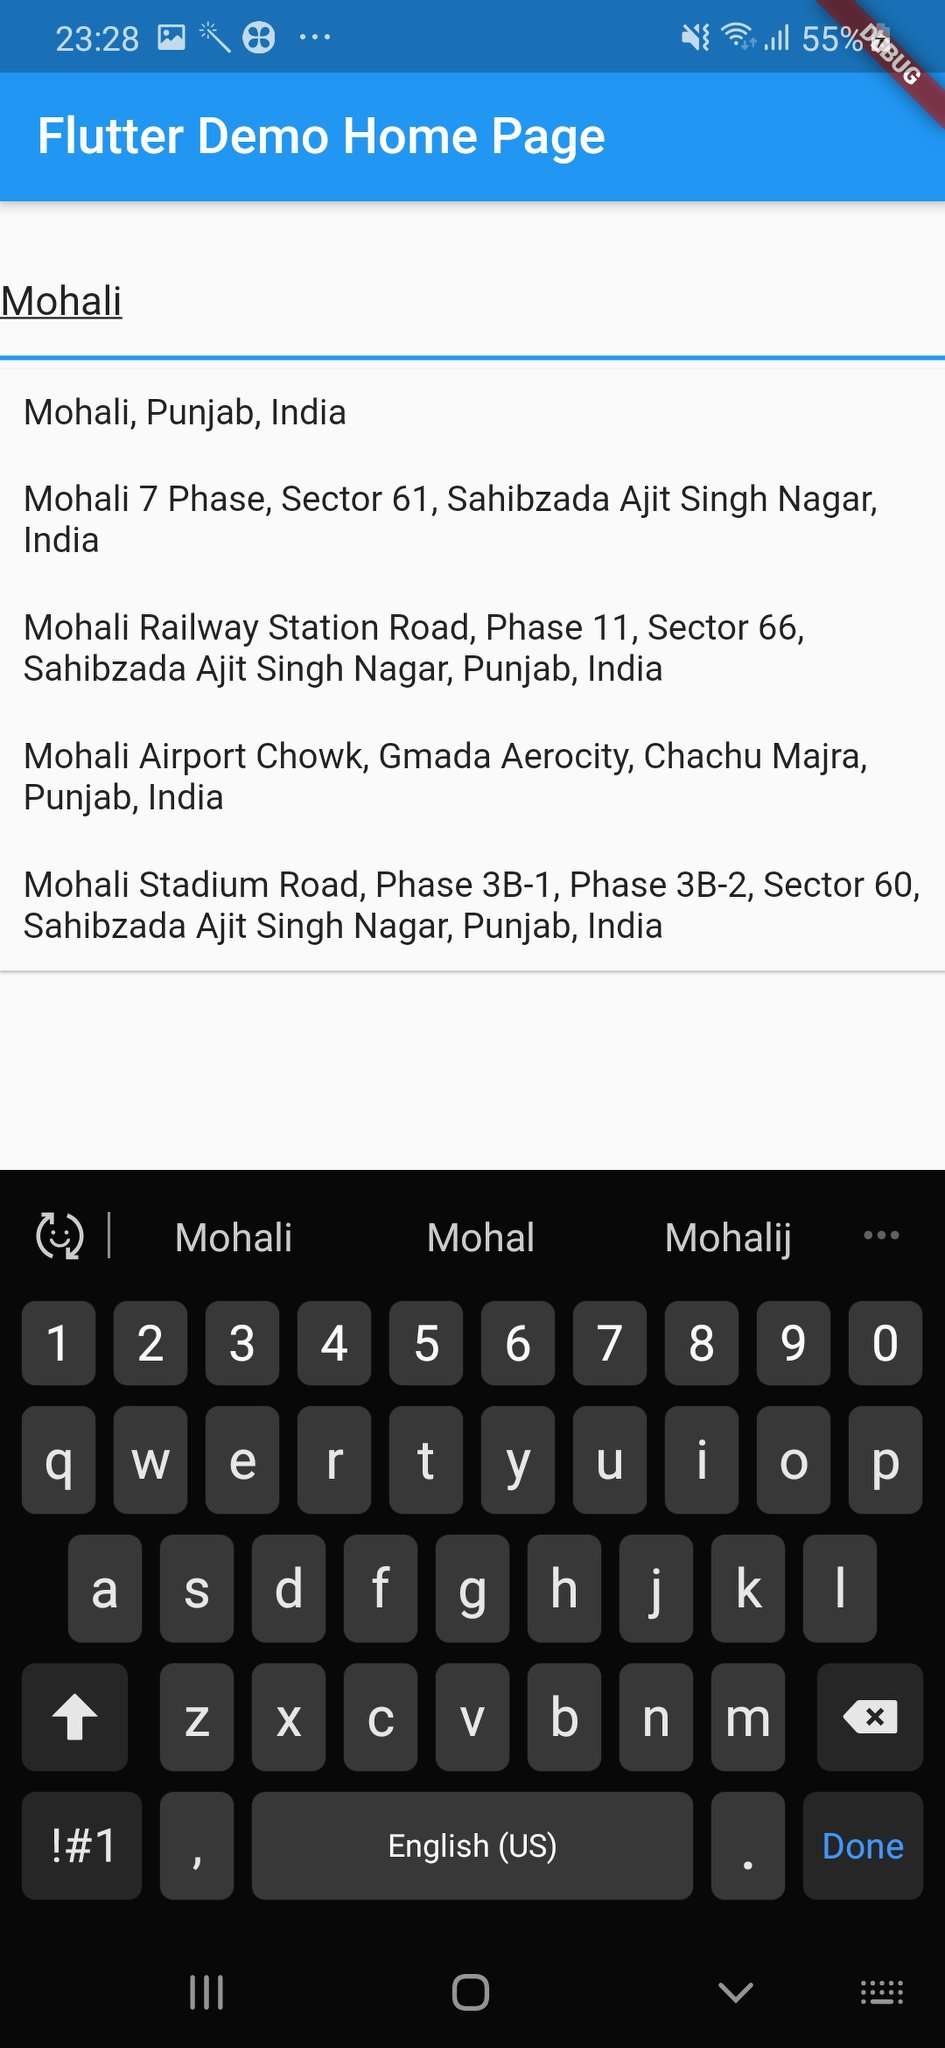 23:28
55%
DEBUG
Flutter Demo Home Page
Mohali
Mohali, Punjab, India
Mohali 7 Phase, Sector 61, Sahibzada Ajit Singh Nagar,
India
Mohali Railway Station Road, Phase 11, Sector 66,
Sahibzada Ajit Singh Nagar, Punjab, India
Mohali Airport Chowk, Gmada Aerocity, Chachu Majra,
Punjab, India
Mohali Stadium Road, Phase 3B-1, Phase 3B-2, Sector 60,
Sahibzada Ajit Singh Nagar, Punjab, India
Mohali Mohal Mohalij
1 2 3 4 5 6 7 8 9 0
q w e r t y u i o p
a s d f g h j k l
z x c v b n m
!#1 , English (US) . Done